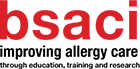 bsaci
improving allergy care
through education, training and research